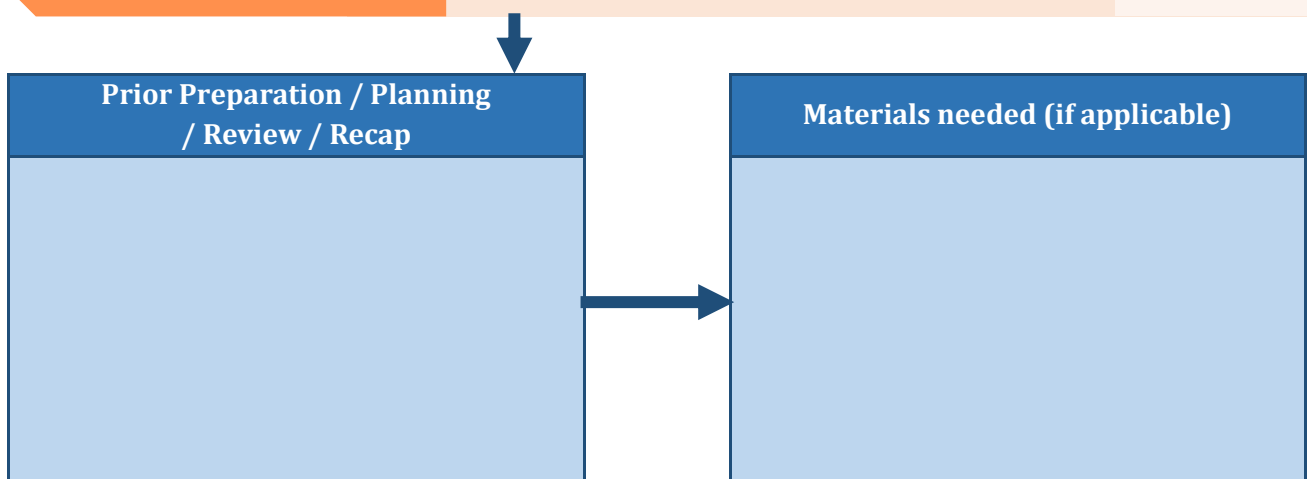 Prior Preparation / Planning
/ Review / Recap
Materials needed (if applicable)